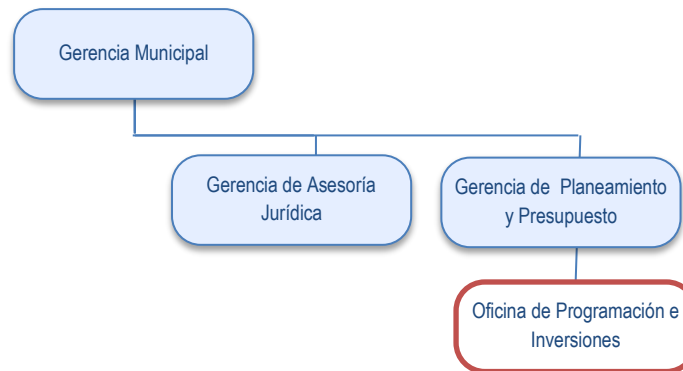 Gerencia Municipal
Gerencia de Asesoría
Jurídica
Gerencia de Planeamiento
y Presupuesto
Oficina de Programación e
Inversiones